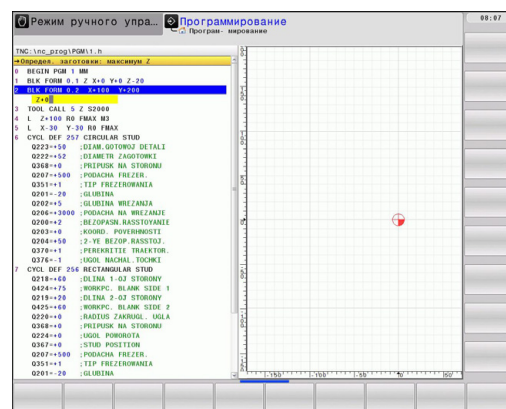 Режим ручного упра…
Программирование
Програм- мирование
08:07
TNC:\nc_prog\PGM\1.h
→Определ. заготовки: максимум Z
0 BEGIN PGM 1 MM
1 BLK FORM 0.1 Z X+0 Y+0 Z-20
2 BLK FORM 0.2 X+100 Y+200
Z+0
3 TOOL CALL 5 Z S2000
4 L Z+100 R0 FMAX M3
5 L X-30 Y-30 R0 FMAX
6 CYCL DEF 257 CIRCULAR STUD
Q223=+50 ;DIAM.GOTOWOJ DETALI
Q222=+52 ;DIAMETR ZAGOTOWKI
Q368=+0 ;PRIPUSK NA STORONU
Q207=+500 ;PODACHA FREZER.
Q351=+1 ;TIP FREZEROWANIA
Q201=-20 ;GLUBINA
Q202=+5 ;GLUBINA WREZANJA
Q206=+3000 ;PODACHA NA WREZANJE
Q200=+2 ;BEZOPASN.RASSTOYANIE
Q203=+0 ;KOORD. POVERHNOSTI
Q204=+50 ;2-YE BEZOP.RASSTOJ.
Q370=+1 ;PEREKRITIE TRAEKTOR.
Q376=-1 ;UGOL NACHAL.TOCHKI
7 CYCL DEF 256 RECTANGULAR STUD
Q218=+60 ;DLINA 1-OJ STORONY
Q424=+75 ;WORKPC. BLANK SIDE 1
Q219=+20 ;DLINA 2-OJ STORONY
Q425=+60 ;WORKPC. BLANK SIDE 2
Q220=+0 ;RADIUS ZAKRUGL. UGLA
Q368=+0 ;PRIPUSK NA STORONU
Q224=+0 ;UGOL POWOROTA
Q367=+0 ;STUD POSITION
Q207=+500 ;PODACHA FREZER.
Q351=+1 ;TIP FREZEROWANIA
Q201=-20 ;GLUBINA
-150 -100 -50 0 50